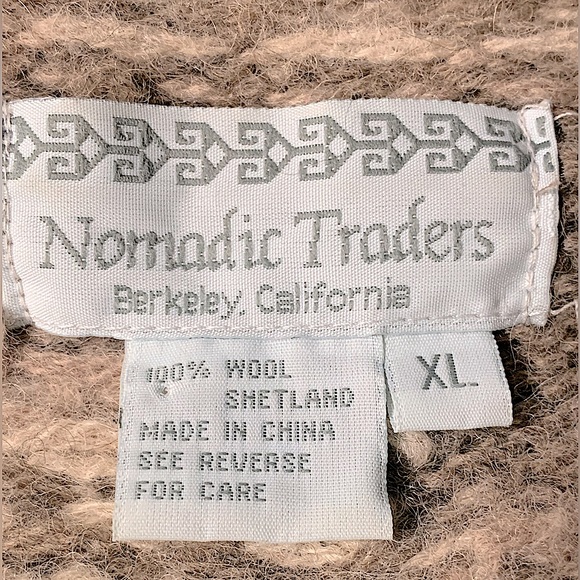 Nomadic Traders
Berkeley, California
100% WOOL
SHETLAND
MADE IN CHINA
SEE REVERSE
FOR CARE
XL